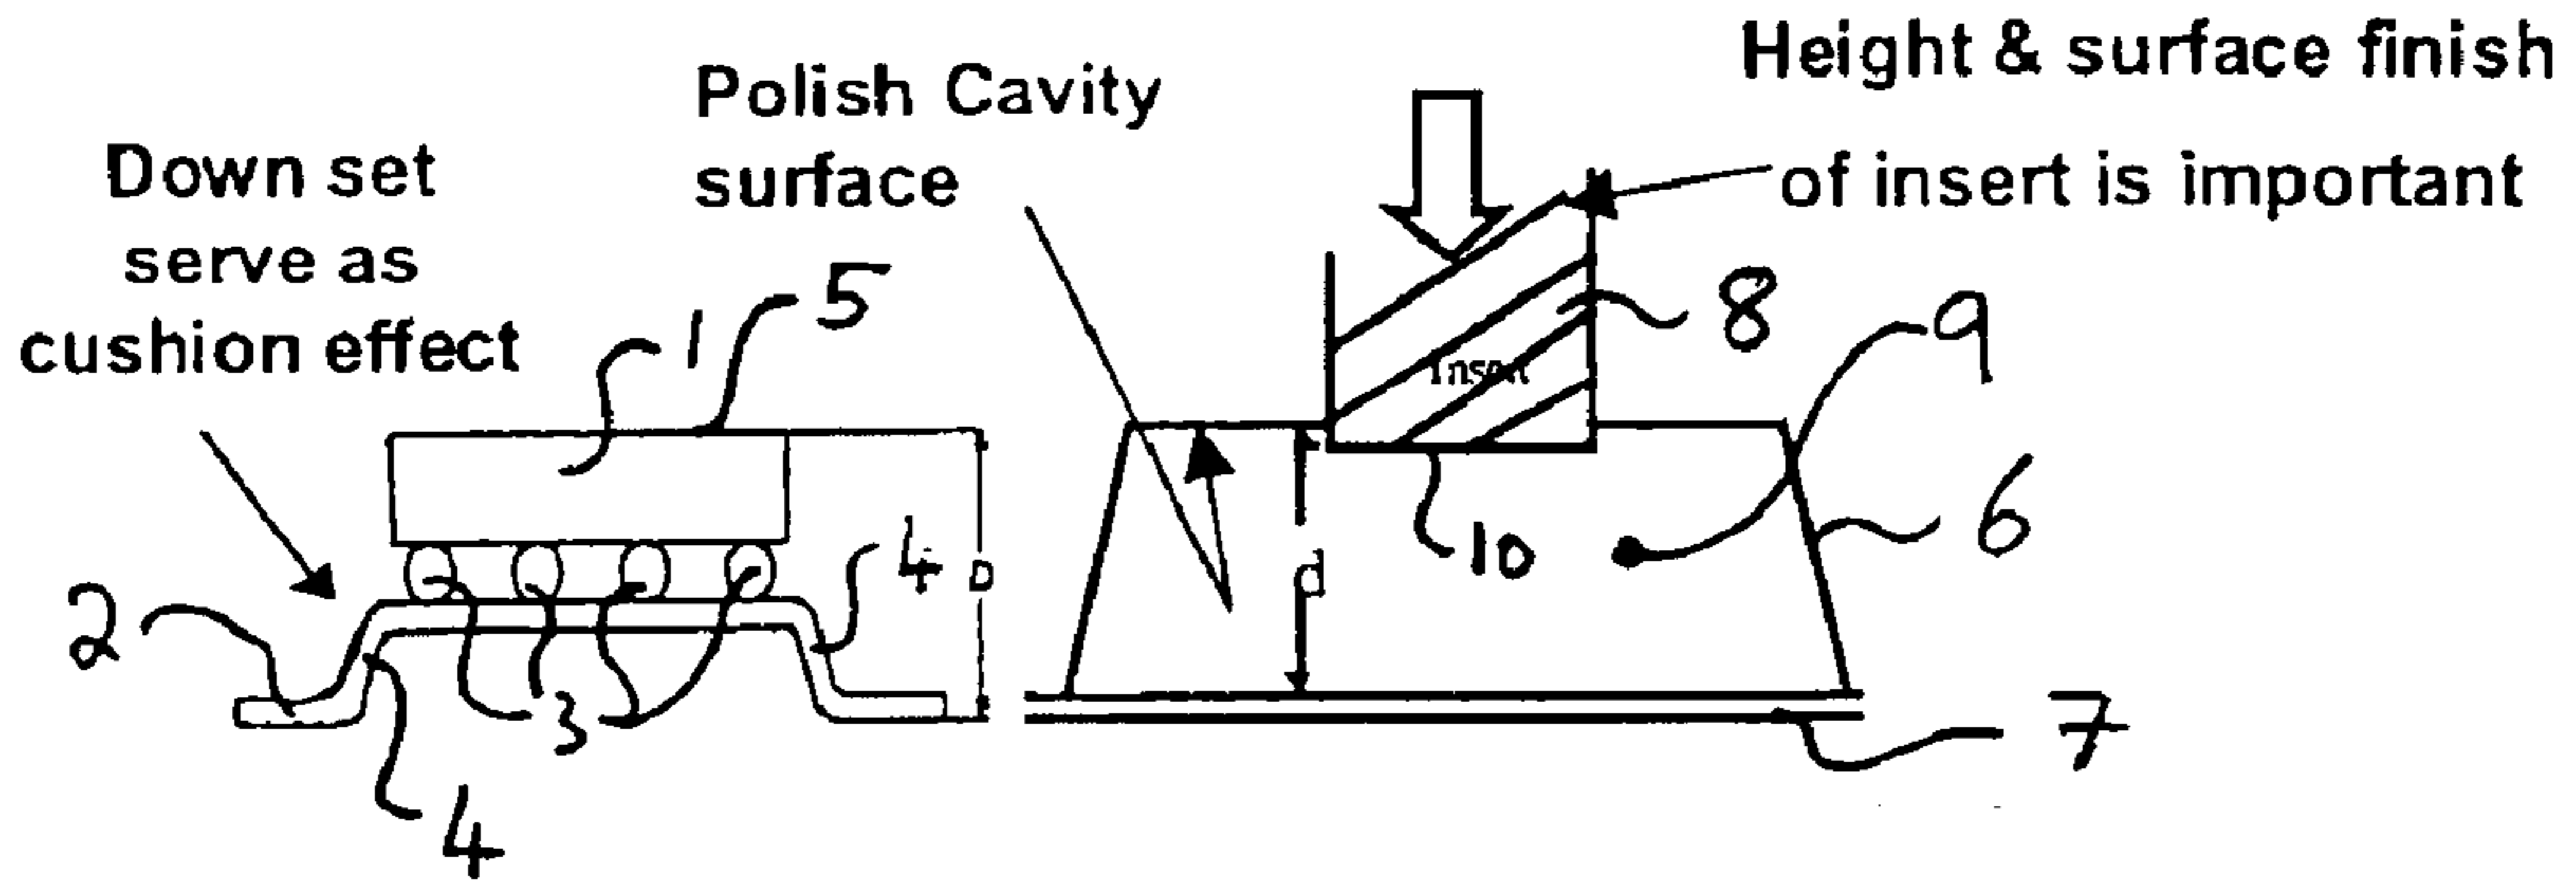 Height & surface finish
of insert is important
Polish Cavity
surface
Down set
serve as
cushion effect
1
5
8
9
Insert
2
3
4
4
D
d
10
6
7